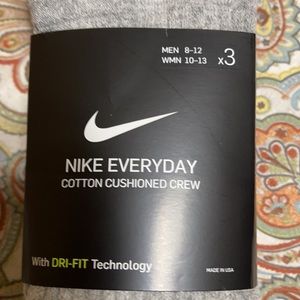 MEN 8-12
WMN 10-13 x3
NIKE EVERYDAY
COTTON CUSHIONED CREW
With DRI-FIT Technology
MADE IN USA